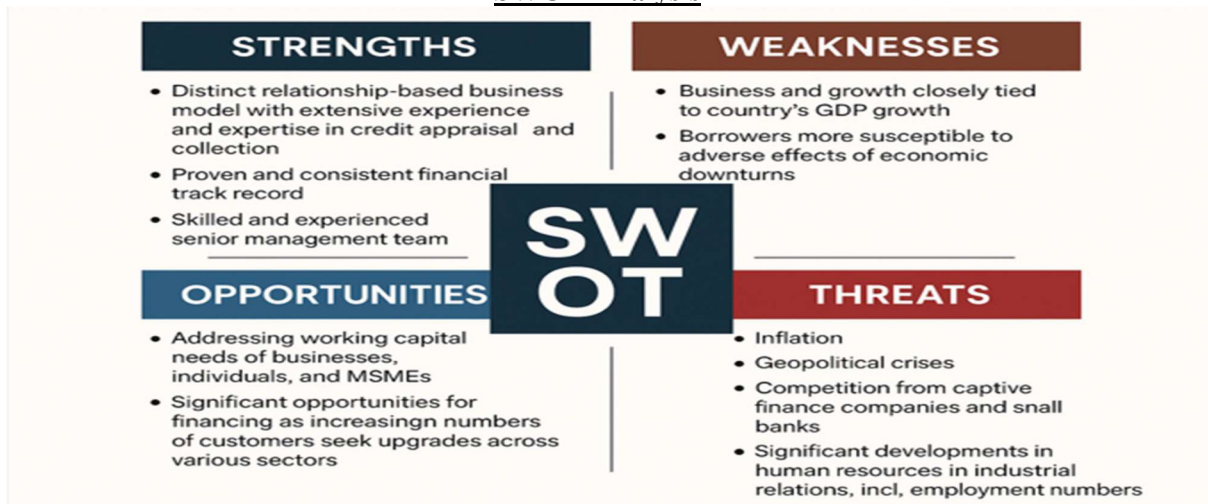 STRENGTHS
• Distinct relationship-based business
model with extensive experience
and expertise in credit appraisal and
collection
• Proven and consistent financial
track record
• Skilled and experienced
senior management team
WEAKNESSES
• Business and growth closely tied
to country's GDP growth
• Borrowers more susceptible to
adverse effects of economic
downturns
SW
OT
OPPORTUNITIES
• Addressing working capital
needs of businesses,
individuals, and MSMEs
• Significant opportunities for
financing as increasingn numbers
of customers seek upgrades across
various sectors
THREATS
• Inflation
• Geopolitical crises
• Competition from captive
finance companies and snall
banks
• Significant developments in
human resources in industrial
relations, incl, employment numbers